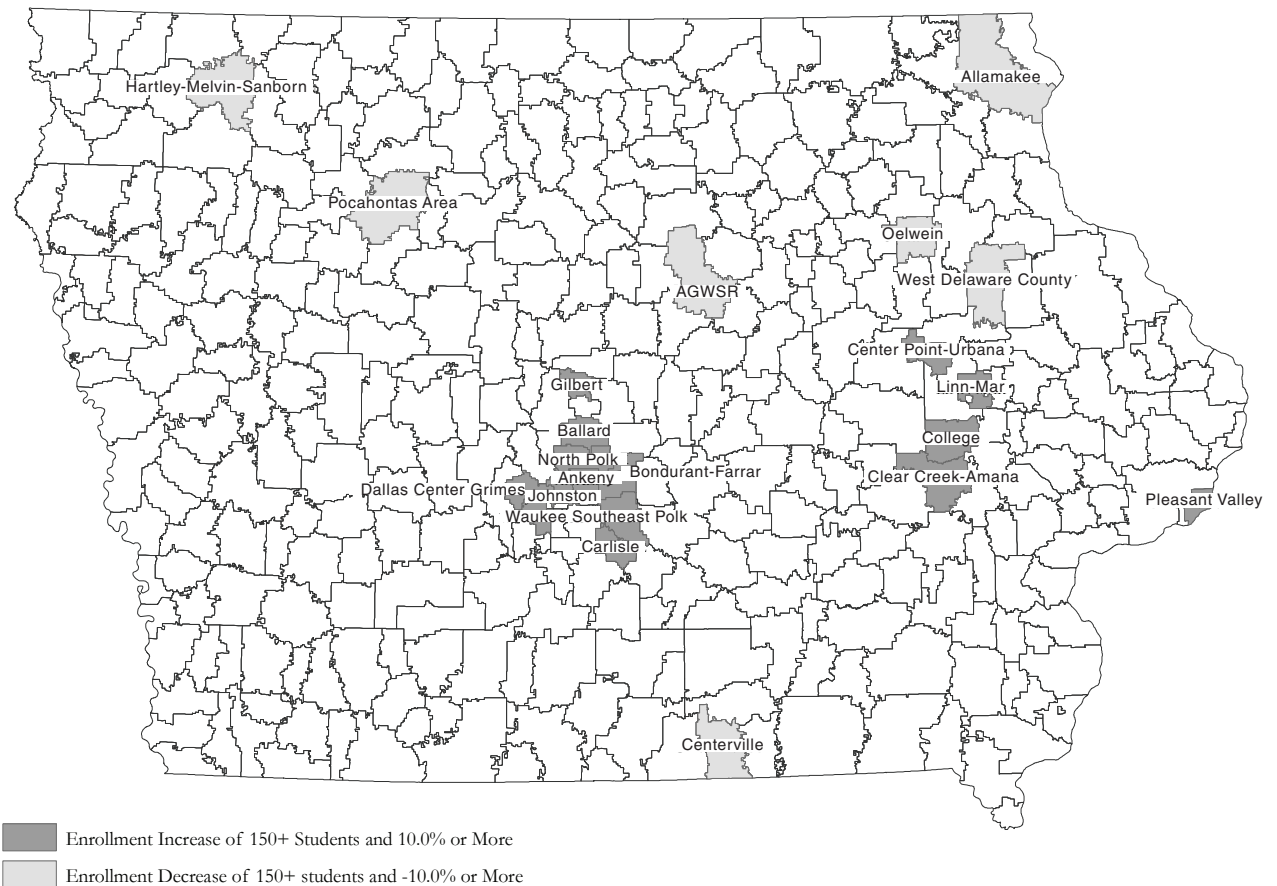 Allamakee
Hartley-Melvin-Sanborn
Pocahontas Area
Oelwein
West Delaware County
AGWSR
Center Point-Urbana
Gilbert
Linn-Mar
Ballard
College
North Polk
Bondurant-Farrar
Ankeny
Clear Creek-Amana
Dallas Center Grimes
Johnston
Pleasant Valley
Waukee Southeast Polk
Carlisle
Centerville
Enrollment Increase of 150+ Students and 10.0% or More
Enrollment Decrease of 150+ students and -10.0% or More